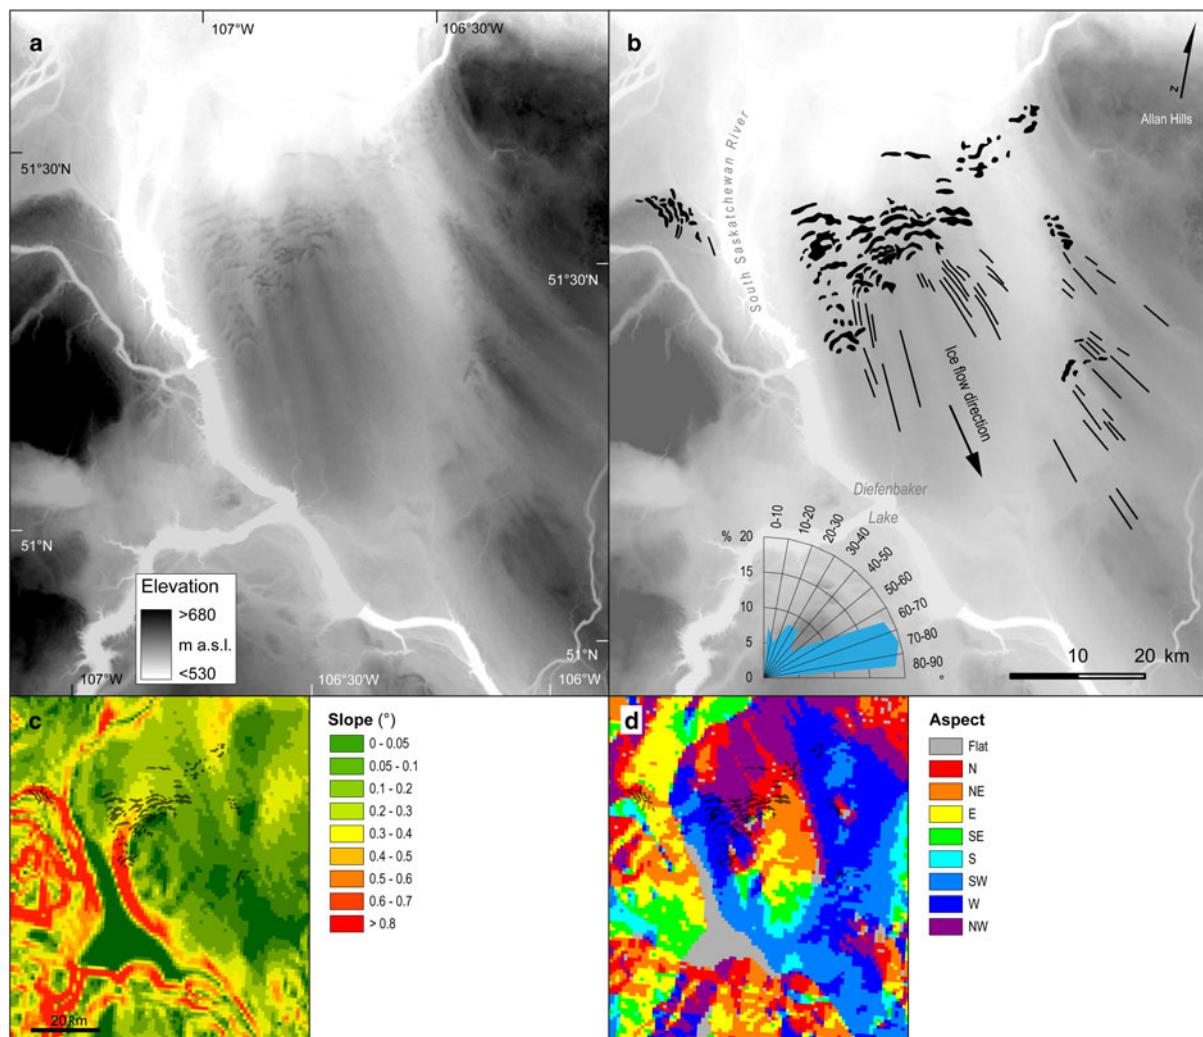 a
107°W
106°30'W
51°30'N
51°30'N
51°N
51°N
107°W
106°30'W
106°W
Elevation
>680
m a.s.l.
<530
b
N
Allan Hills
South Saskatchewan River
Ice flow direction
Diefenbaker
Lake
%
20
15
10
5
0
0-10
10-20
20-30
30-40
40-50
50-60
60-70
70-80
80-90
°
10 20 km
c
20 Km
Slope (°)
0 - 0.05
0.05 - 0.1
0.1 - 0.2
0.2 - 0.3
0.3 - 0.4
0.4 - 0.5
0.5 - 0.6
0.6 - 0.7
> 0.8
d
Aspect
Flat
N
NE
E
SE
S
SW
W
NW